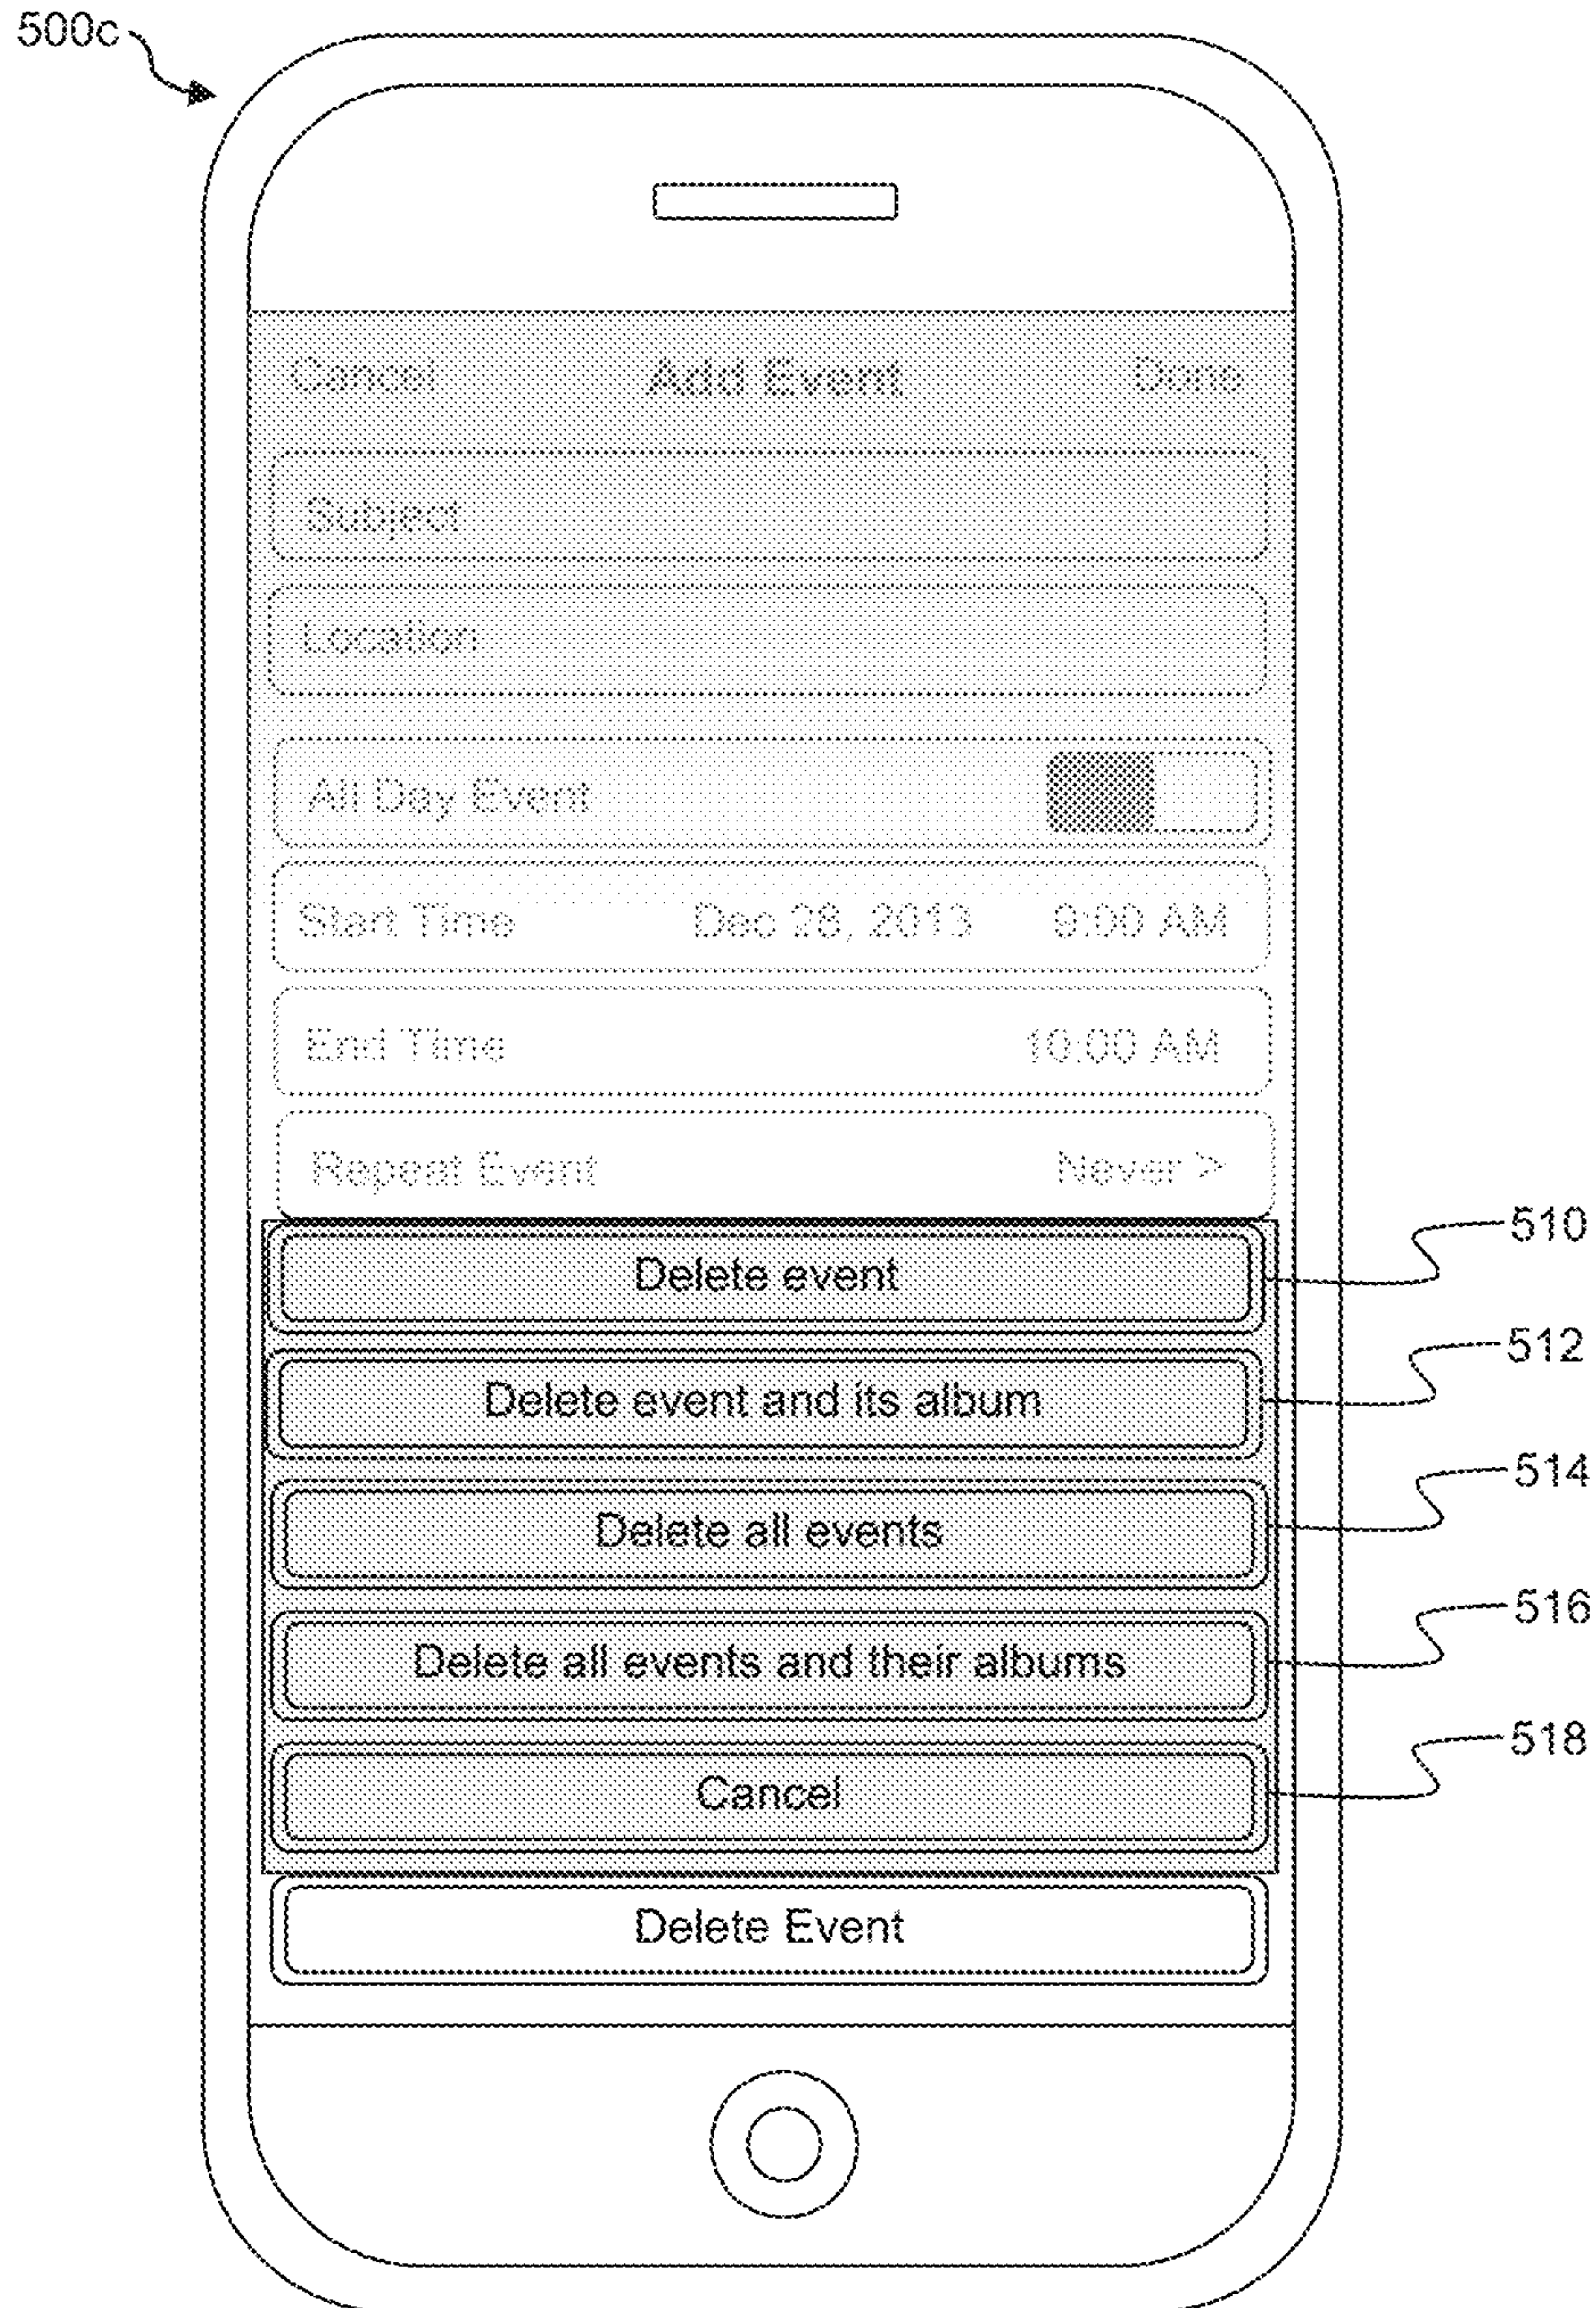 500c
Cancel Add Event Done
Subject
Location
All Day Event
Start Time Dec 28, 2013 9:00 AM
End Time 10:00 AM
Repeat Event Never >
Delete event 510
Delete event and its album 512
Delete all events 514
Delete all events and their albums 516
Cancel 518
Delete Event